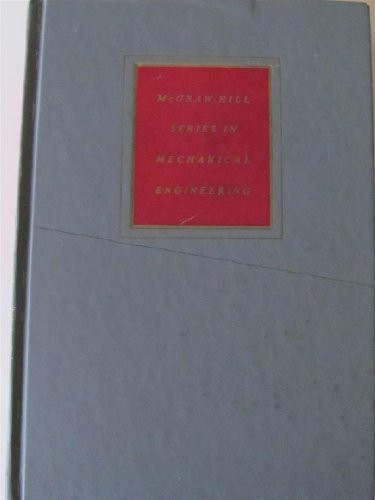 McGRAW-HILL
SERIES IN
MECHANICAL
ENGINEERING